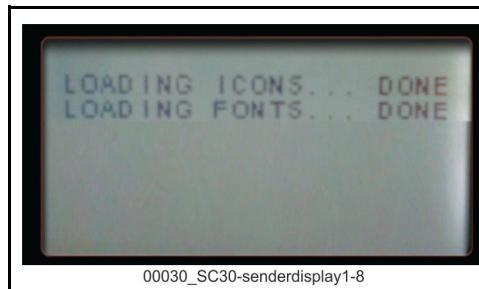 LOADING ICONS... DONE
LOADING FONTS... DONE
00030_SC30-senderdisplay1-8